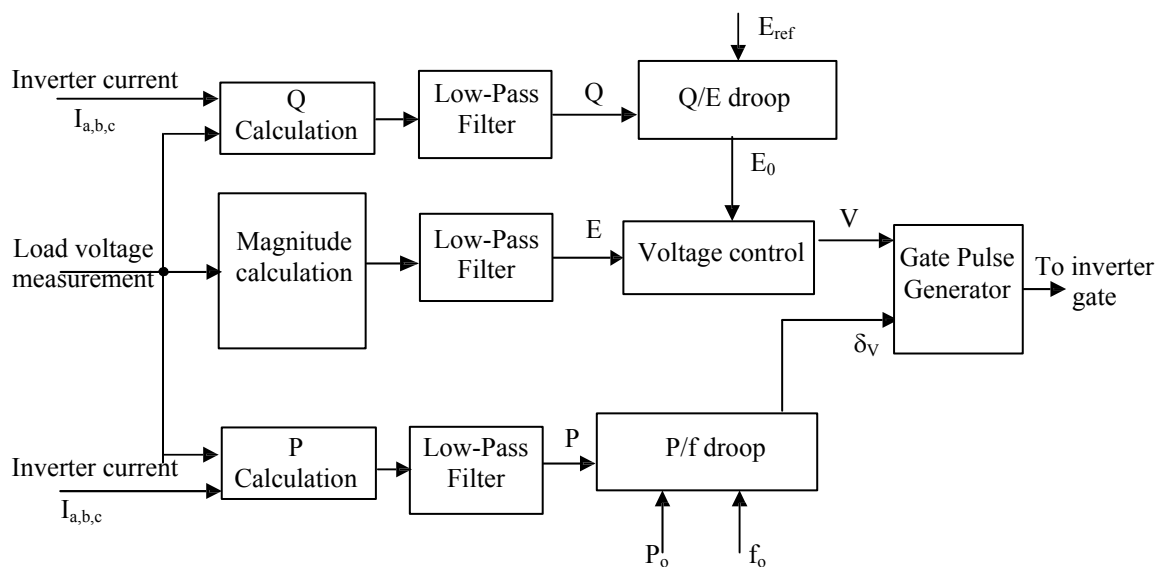 E_ref
Inverter current
I_a,b,c
Q
Calculation
Low-Pass
Filter
Q
Q/E droop
E_0
Load voltage
measurement
Magnitude
calculation
Low-Pass
Filter
E
Voltage control
V
Gate Pulse
Generator
To inverter
gate
δ_V
Inverter current
I_a,b,c
P
Calculation
Low-Pass
Filter
P
P/f droop
P_o
f_o